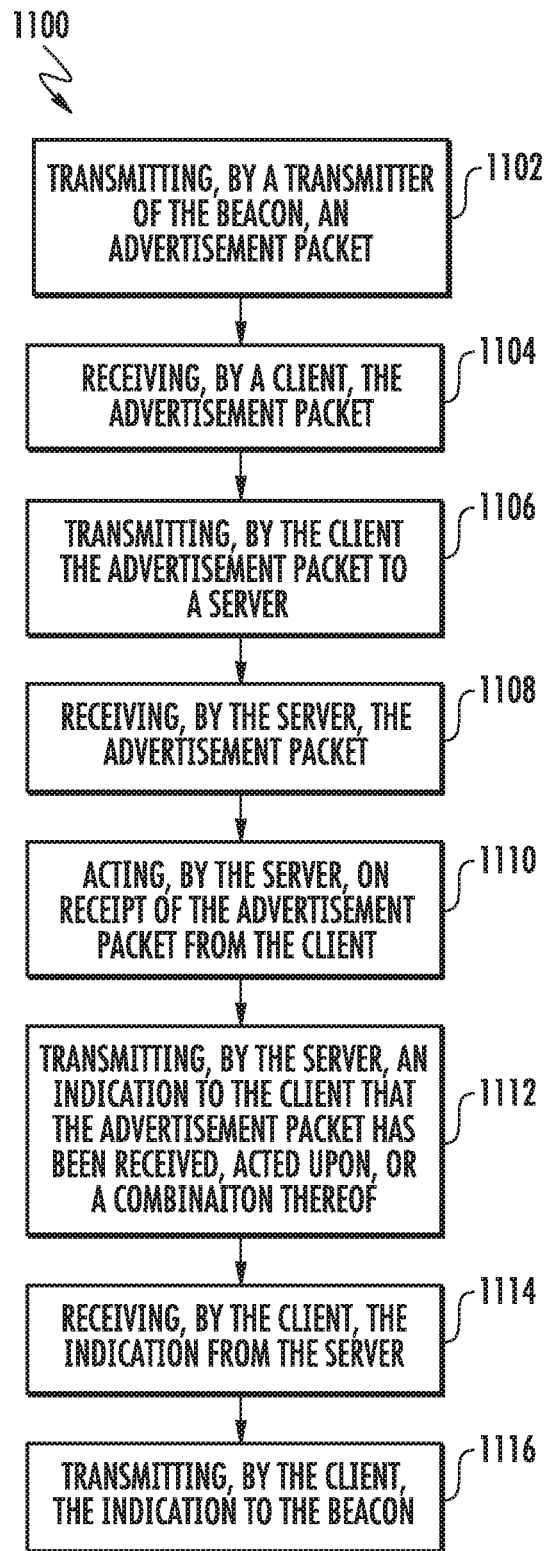 1100
TRANSMITTING, BY A TRANSMITTER
OF THE BEACON, AN
ADVERTISEMENT PACKET
1102
RECEIVING, BY A CLIENT, THE
ADVERTISEMENT PACKET
1104
TRANSMITTING, BY THE CLIENT
THE ADVERTISEMENT PACKET TO
A SERVER
1106
RECEIVING, BY THE SERVER, THE
ADVERTISEMENT PACKET
1108
ACTING, BY THE SERVER, ON
RECEIPT OF THE ADVERTISEMENT
PACKET FROM THE CLIENT
1110
TRANSMITTING, BY THE SERVER, AN
INDICATION TO THE CLIENT THAT
THE ADVERTISEMENT PACKET HAS
BEEN RECEIVED, ACTED UPON, OR
A COMBINAITON THEREOF
1112
RECEIVING, BY THE CLIENT, THE
INDICATION FROM THE SERVER
1114
TRANSMITTING, BY THE CLIENT,
THE INDICATION TO THE BEACON
1116